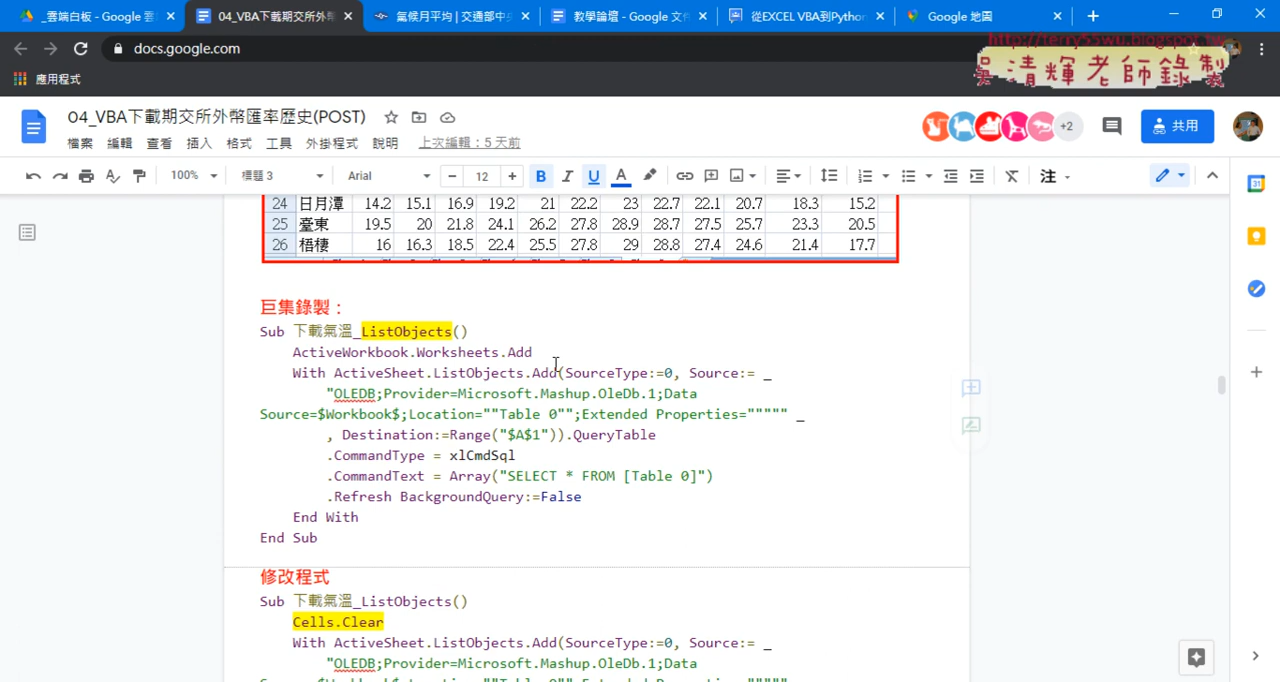 _雲端白板 - Google 雲
04_VBA下載期交所外幣匯率
氣候月平均 | 交通部中央
教學論壇 - Google 文件
從EXCEL VBA到Python
Google 地圖
docs.google.com
http://terry55wu.blogspot.tw
吳清輝老師錄製
應用程式
04_VBA下載期交所外幣匯率歷史(POST)
+2
共用
檔案 編輯 查看 插入 格式 工具 外掛程式 說明 上次編輯：5 天前
100% 標題 3 Arial 12 B I U A 注
24 日月潭 14.2 15.1 16.9 19.2 21 22.2 23 22.7 22.1 20.7 18.3 15.2
25 臺東 19.5 20 21.8 24.1 26.2 27.8 28.9 28.7 27.5 25.7 23.3 20.5
26 梧棲 16 16.3 18.5 22.4 25.5 27.8 29 28.8 27.4 24.6 21.4 17.7
巨集錄製：
Sub 下載氣溫_ListObjects()
ActiveWorkbook.Worksheets.Add
With ActiveSheet.ListObjects.Add(SourceType:=0, Source:= _
"OLEDB;Provider=Microsoft.Mashup.OleDb.1;Data
Source=$Workbook$;Location=""Table 0"";Extended Properties=""""" _
, Destination:=Range("$A$1")).QueryTable
.CommandType = xlCmdSql
.CommandText = Array("SELECT * FROM [Table 0]")
.Refresh BackgroundQuery:=False
End With
End Sub
修改程式
Sub 下載氣溫_ListObjects()
Cells.Clear
With ActiveSheet.ListObjects.Add(SourceType:=0, Source:= _
"OLEDB;Provider=Microsoft.Mashup.OleDb.1;Data